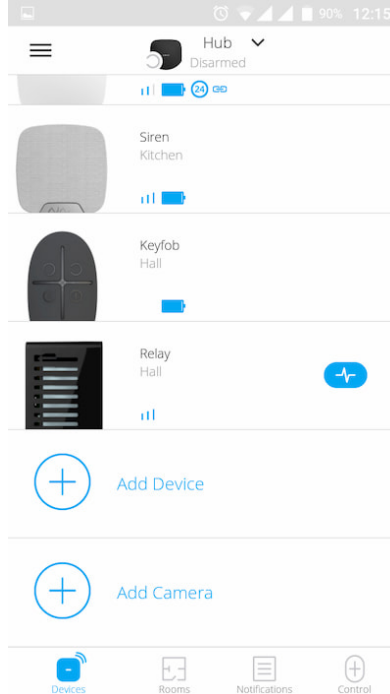 90% 12:15
Hub
Disarmed
24
Siren
Kitchen
Keyfob
Hall
Relay
Hall
Add Device
Add Camera
Devices Rooms Notifications Control